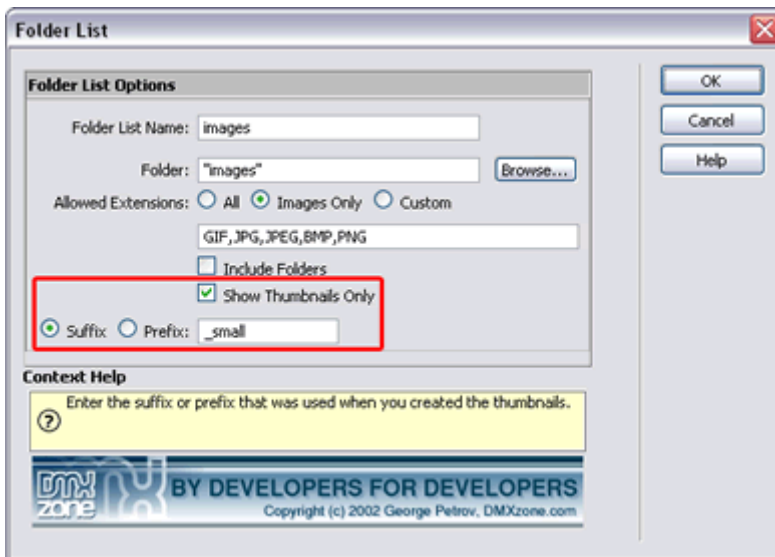 Folder List
Folder List Options
Folder List Name: images
Folder: "images" Browse...
Allowed Extensions: All Images Only Custom
GIF,JPG,JPEG,BMP,PNG
Include Folders
Show Thumbnails Only
Suffix Prefix: _small
OK
Cancel
Help
Context Help
Enter the suffix or prefix that was used when you created the thumbnails.
DMX zone BY DEVELOPERS FOR DEVELOPERS
Copyright (c) 2002 George Petrov, DMXzone.com